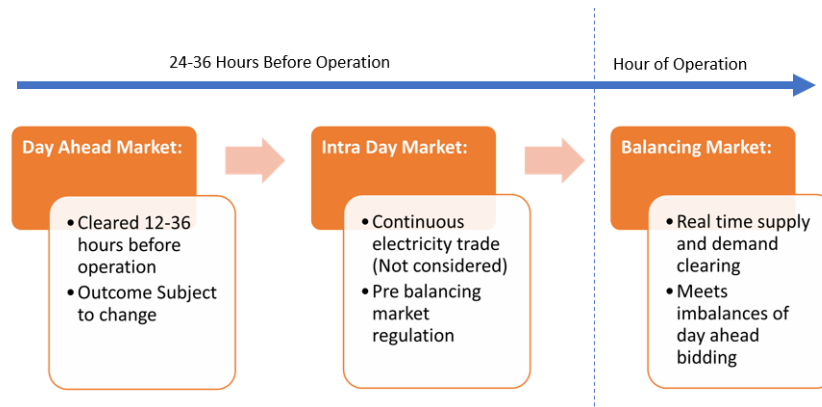 24-36 Hours Before Operation
Hour of Operation
Day Ahead Market:
•Cleared 12-36
hours before
operation
•Outcome Subject
to change
Intra Day Market:
•Continuous
electricity trade
(Not considered)
•Pre balancing
market
regulation
Balancing Market:
•Real time supply
and demand
clearing
•Meets
imbalances of
day ahead
bidding